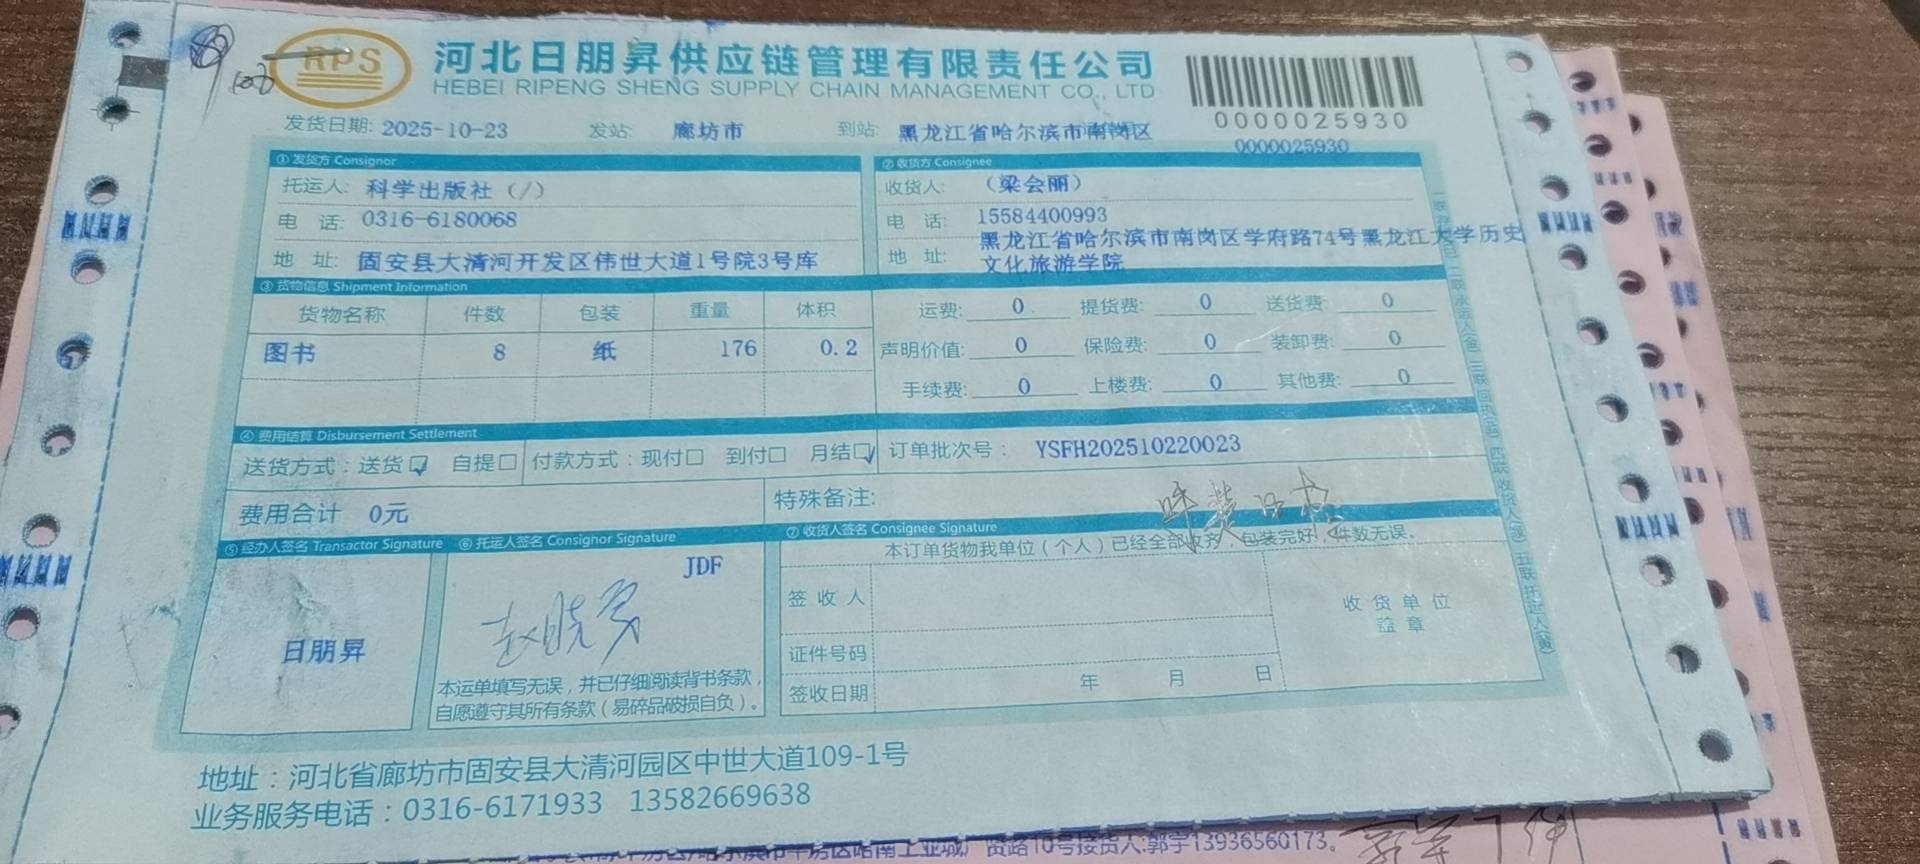 RPS
河北日朋昇供应链管理有限责任公司
HEBEI RIPENG SHENG SUPPLY CHAIN MANAGEMENT CO., LTD
0000025930
发货日期: 2025-10-23 发站: 廊坊市 到站: 黑龙江省哈尔滨市南岗区
0000025930
① 发货方 Consignor ② 收货方 Consignee
托运人: 科学出版社（/） 收货人: （梁会丽）
电 话: 0316-6180068 电 话: 15584400993
地 址: 固安县大清河开发区伟世大道1号院3号库 地 址: 黑龙江省哈尔滨市南岗区学府路74号黑龙江大学历史
文化旅游学院
③ 货物信息 Shipment Information
货物名称 件数 包装 重量 体积 运费: 0 提货费: 0 送货费: 0
图书 8 纸 176 0.2 声明价值: 0 保险费: 0 装卸费: 0
手续费: 0 上楼费: 0 其他费: 0
④ 费用结算 Disbursement Settlement
送货方式：送货☑ 自提□ 付款方式：现付□ 到付□ 月结☑ 订单批次号： YSFH202510220023
费用合计 0元 特殊备注:
⑤ 经办人签名 Transactor Signature ⑥ 托运人签名 Consignor Signature ⑦ 收货人签名 Consignee Signature
本订单货物我单位（个人）已经全部收齐，包装完好，件数无误。
JDF
日朋昇
签 收 人
收 货 单 位
盖 章
证件号码
签收日期 年 月 日
本运单填写无误，并已仔细阅读背书条款，
自愿遵守其所有条款（易碎品破损自负）。
地址：河北省廊坊市固安县大清河园区中世大道109-1号
业务服务电话：0316-6171933 13582669638
10号接货人:郭宇13936560173。